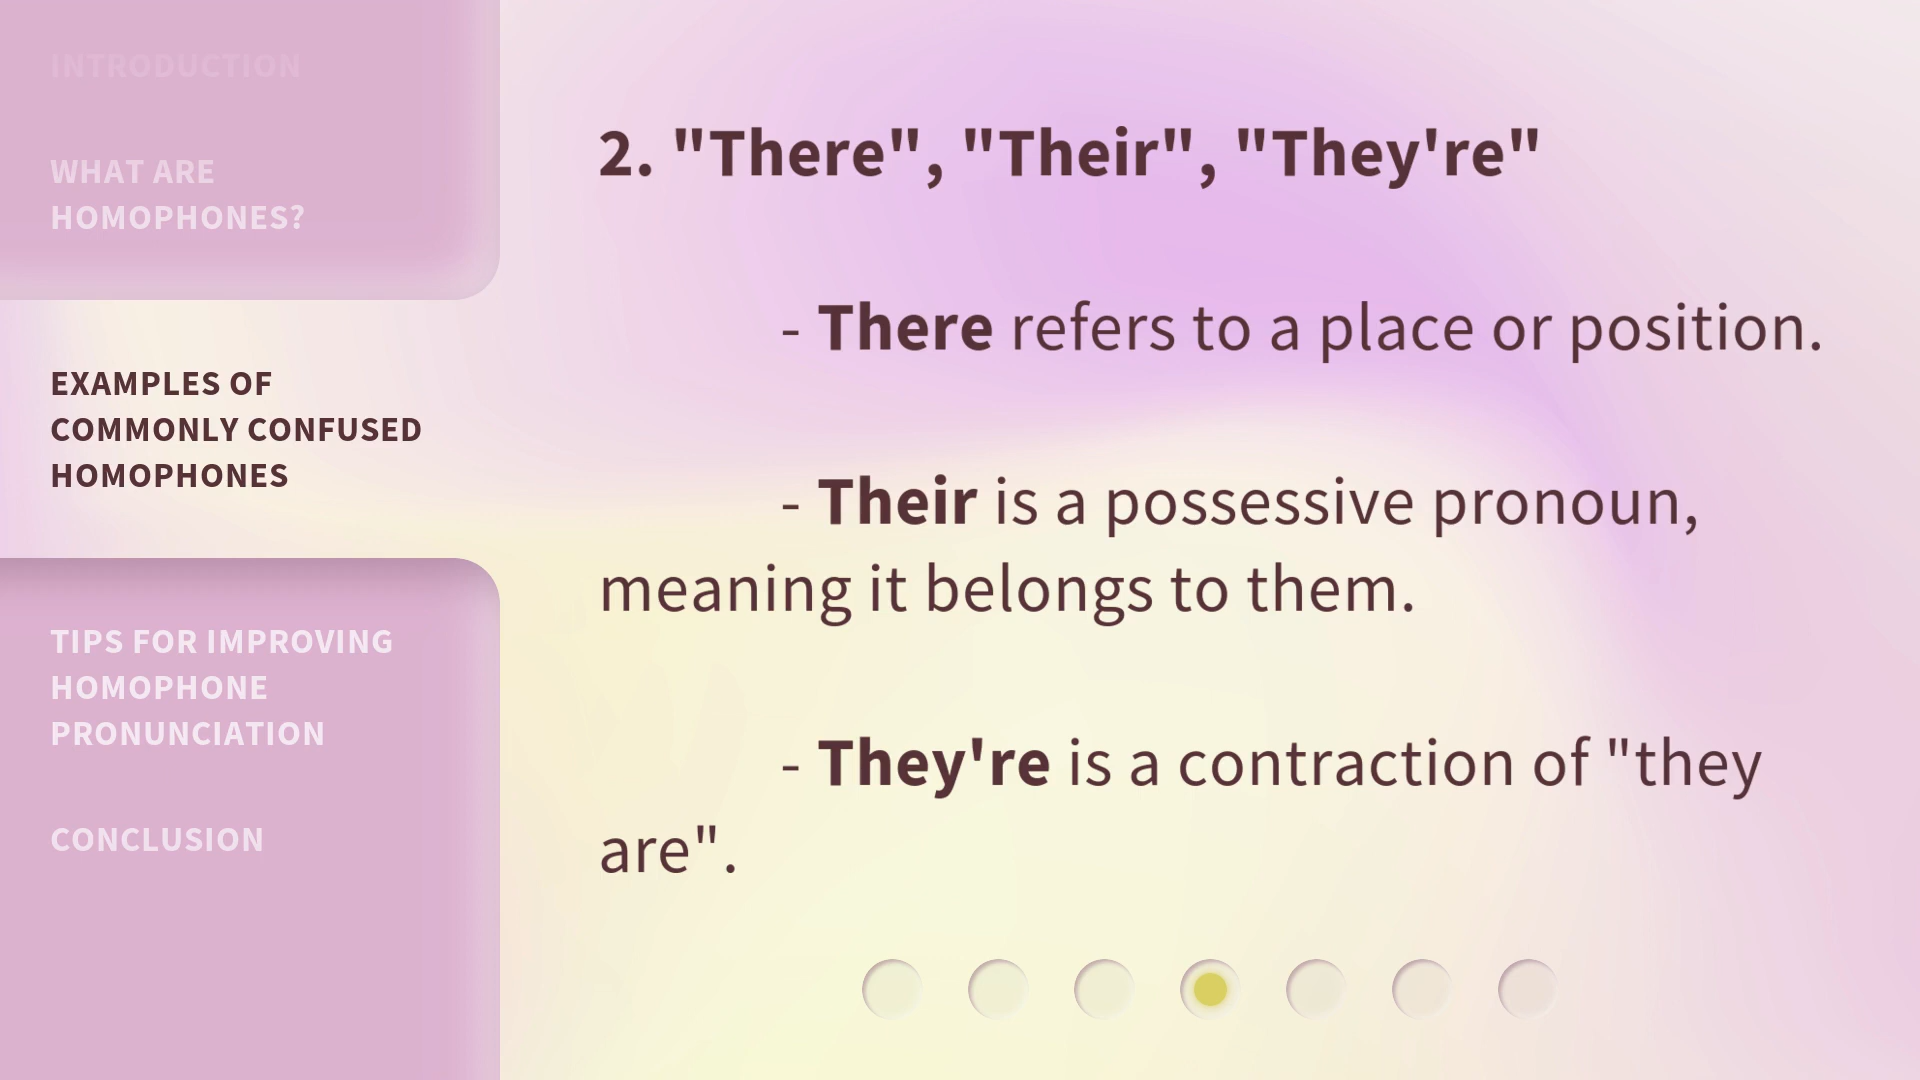 INTRODUCTION
WHAT ARE
HOMOPHONES?
EXAMPLES OF
COMMONLY CONFUSED
HOMOPHONES
TIPS FOR IMPROVING
HOMOPHONE
PRONUNCIATION
CONCLUSION
2. "There", "Their", "They're"
- There refers to a place or position.
- Their is a possessive pronoun,
meaning it belongs to them.
- They're is a contraction of "they
are".